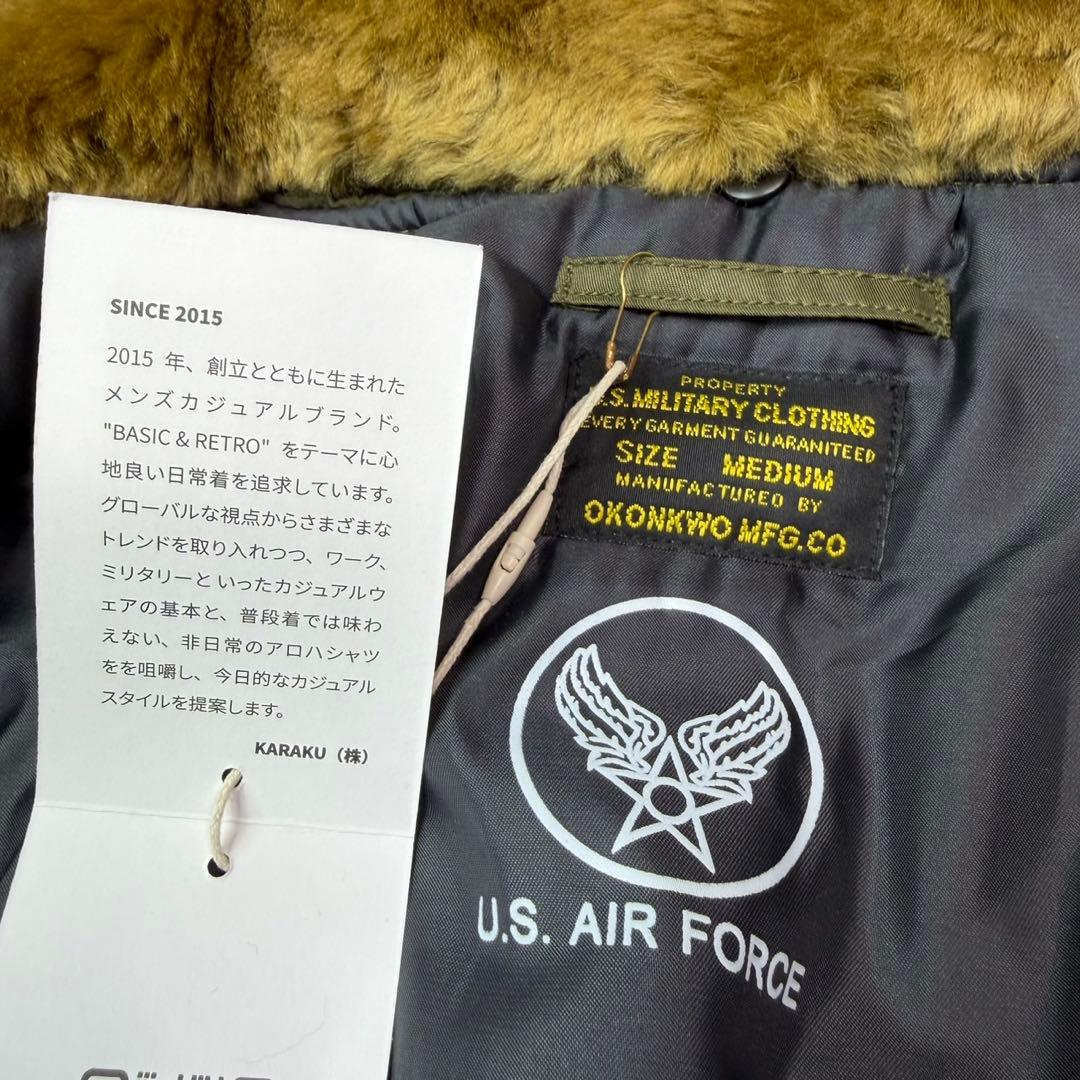 SINCE 2015
2015 年、創立とともに生まれた
メンズカジュアルブランド。
"BASIC & RETRO" をテーマに心
地良い日常着を追求しています。
グローバルな視点からさまざまな
トレンドを取り入れつつ、ワーク、
ミリタリーと いったカジュアルウ
ェアの基本と、普段着では味わ
えない、非日常のアロハシャツ
をを咀嚼し、今日的なカジュアル
スタイルを提案します。
KARAKU（株）
PROPERTY
.S. MILITARY CLOTHING
EVERY GARMENT GUARANITEED
SIZE MEDIUM
MANUFACTURED BY
OKONKWO MFG.CO
U.S. AIR FORCE